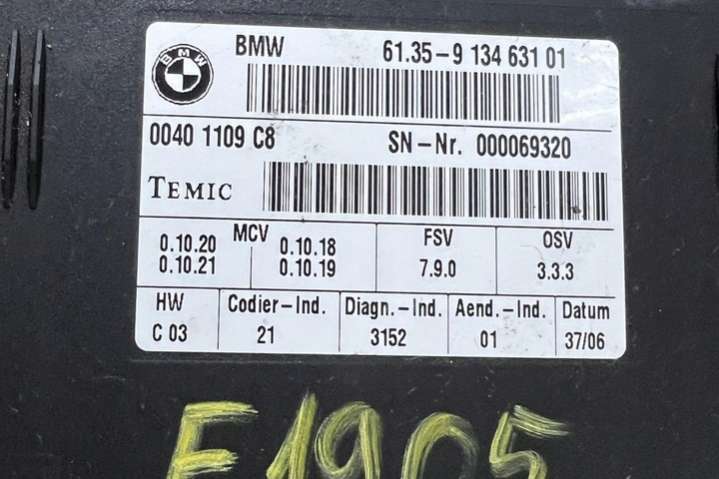 BMW 61.35-9 134 631 01
BMW
0040 1109 C8 SN-Nr. 000069320
TEMIC
MCV FSV OSV
0.10.20 0.10.18
0.10.21 0.10.19 7.9.0 3.3.3
HW Codier-Ind. Diagn.-Ind. Aend.-Ind. Datum
C 03 21 3152 01 37/06
E1905